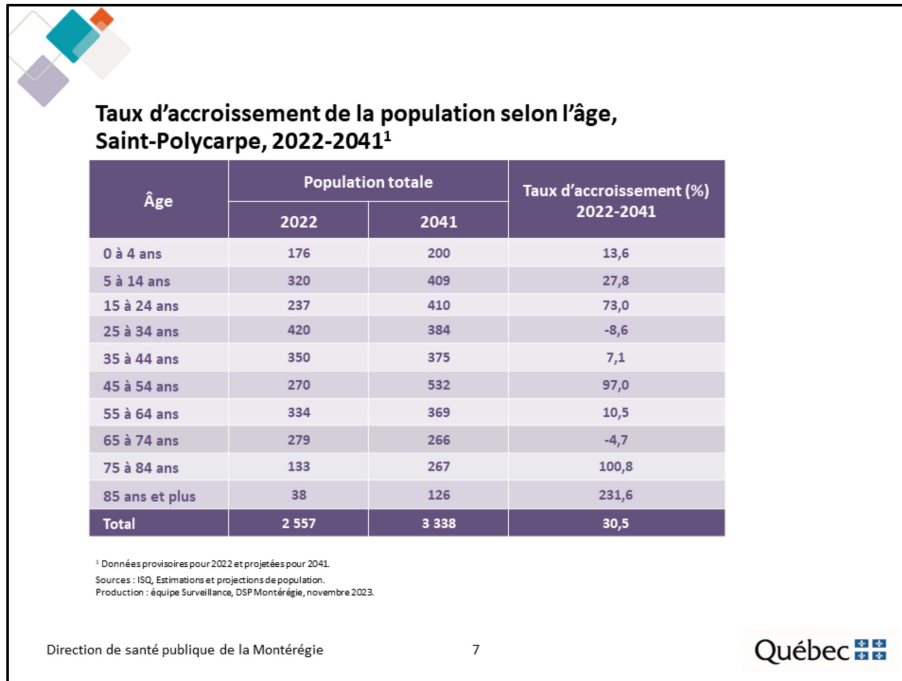 Taux d'accroissement de la population selon l'âge,
Saint-Polycarpe, 2022-2041¹
Âge Population totale Taux d'accroissement (%)
2022-2041
2022 2041
0 à 4 ans 176 200 13,6
5 à 14 ans 320 409 27,8
15 à 24 ans 237 410 73,0
25 à 34 ans 420 384 -8,6
35 à 44 ans 350 375 7,1
45 à 54 ans 270 532 97,0
55 à 64 ans 334 369 10,5
65 à 74 ans 279 266 -4,7
75 à 84 ans 133 267 100,8
85 ans et plus 38 126 231,6
Total 2 557 3 338 30,5
¹ Données provisoires pour 2022 et projetées pour 2041.
Sources : ISQ, Estimations et projections de population.
Production : équipe Surveillance, DSP Montérégie, novembre 2023.
Direction de santé publique de la Montérégie 7 Québec